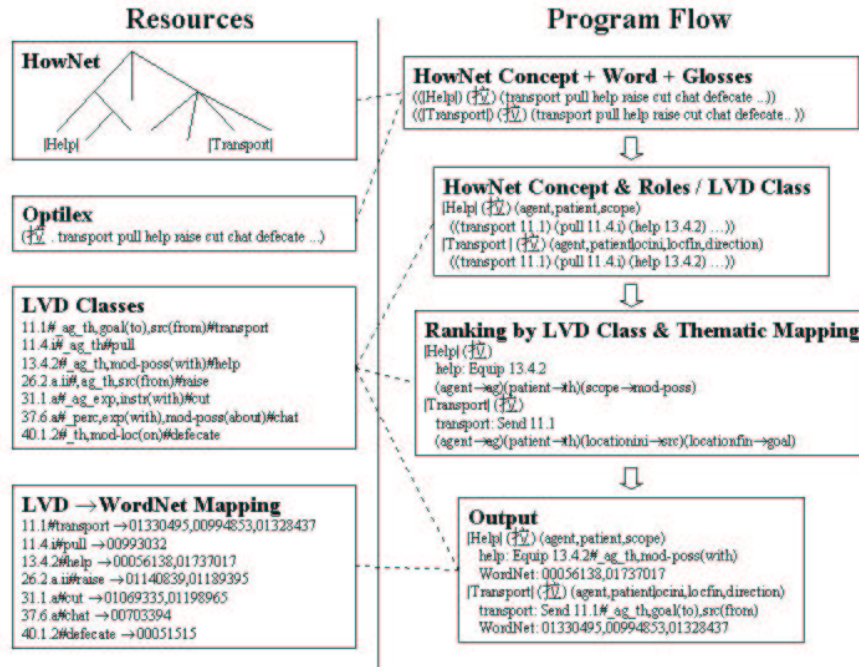 Resources
HowNet
|Help|
|Transport|
Optilex
(拉 . transport pull help raise cut chat defecate ...)
LVD Classes
11.1#_ag_th,goal(to),src(from)#transport
11.4.i#_ag_th#pull
13.4.2#_ag_th,mod-poss(with)#help
26.2.a.ii#,ag_th,src(from)#raise
31.1.a#_ag_exp,instr(with)#cut
37.6.a#_perc,exp(with),mod-poss(about)#chat
40.1.2#_th,mod-loc(on)#defecate
LVD →WordNet Mapping
11.1#transport →01330495,00994853,01328437
11.4.i#pull →00993032
13.4.2#help →00056138,01737017
26.2.a.ii#raise →01140839,01189395
31.1.a#cut →01069335,01198965
37.6.a#chat →00703394
40.1.2#defecate →00051515
Program Flow
HowNet Concept + Word + Glosses
((|Help|) (拉) (transport pull help raise cut chat defecate ...))
((|Transport|) (拉) (transport pull help raise cut chat defecate.. ))
HowNet Concept & Roles / LVD Class
|Help| (拉) (agent,patient,scope)
((transport 11.1) (pull 11.4.i) (help 13.4.2) ...))
|Transport | (拉) (agent,patient|locini,locfin,direction)
((transport 11.1) (pull 11.4.i) (help 13.4.2) ...))
Ranking by LVD Class & Thematic Mapping
|Help| (拉)
help: Equip 13.4.2
(agent→ag)(patient→th)(scope→mod-poss)
|Transport| (拉)
transport: Send 11.1
(agent→ag)(patient→th)(locationini→src)(locationfin→goal)
Output
|Help| (拉) (agent,patient,scope)
help: Equip 13.4.2#_ag_th,mod-poss(with)
WordNet: 00056138,01737017
|Transport| (拉) (agent,patient|locini,locfin,direction)
transport: Send 11.1#_ag_th,goal(to),src(from)
WordNet: 01330495,00994853,01328437